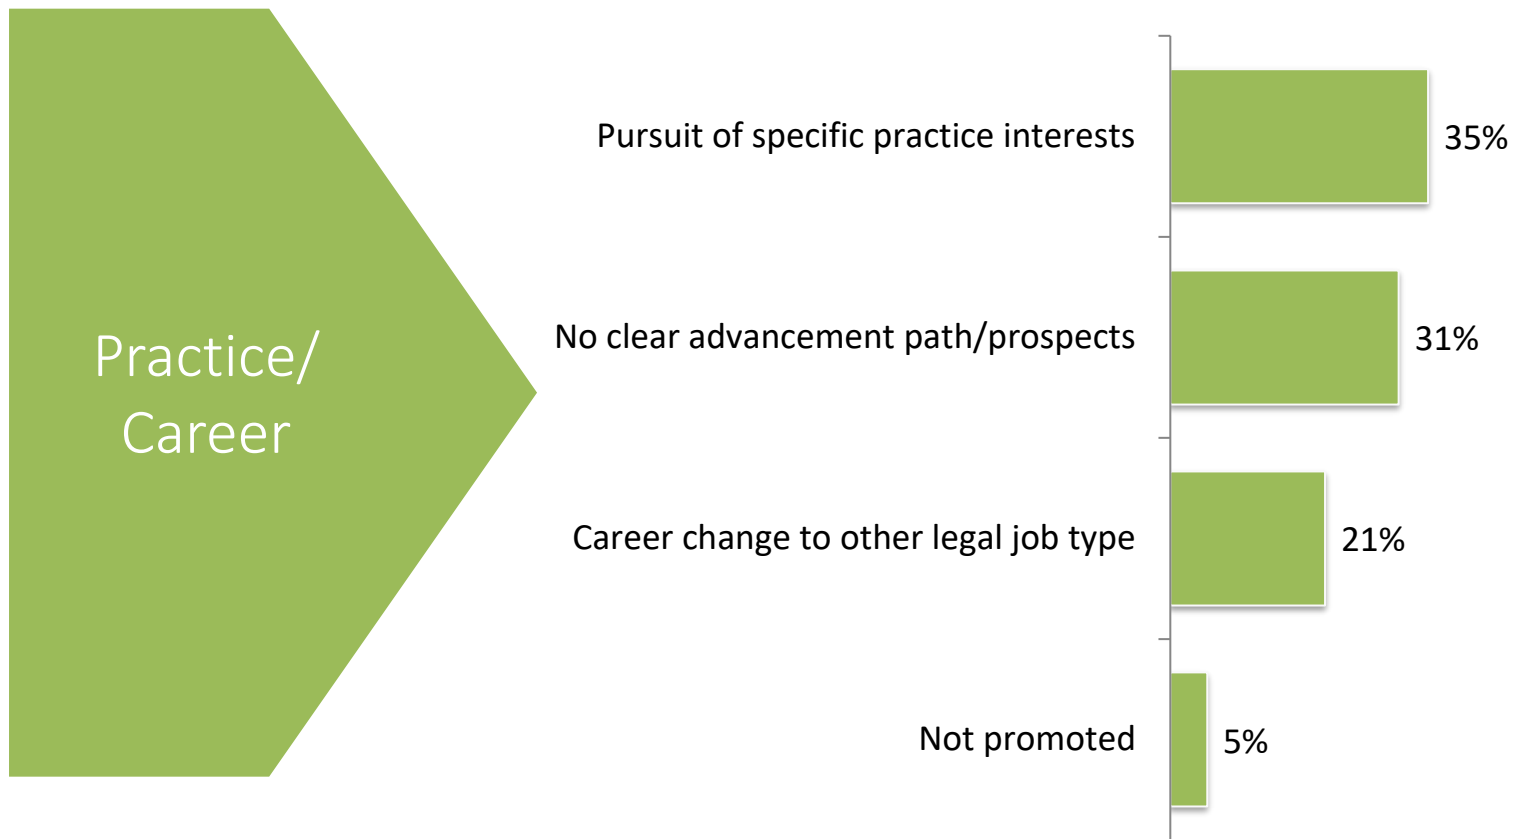 Practice/
Career
Pursuit of specific practice interests
35%
No clear advancement path/prospects
31%
Career change to other legal job type
21%
Not promoted
5%